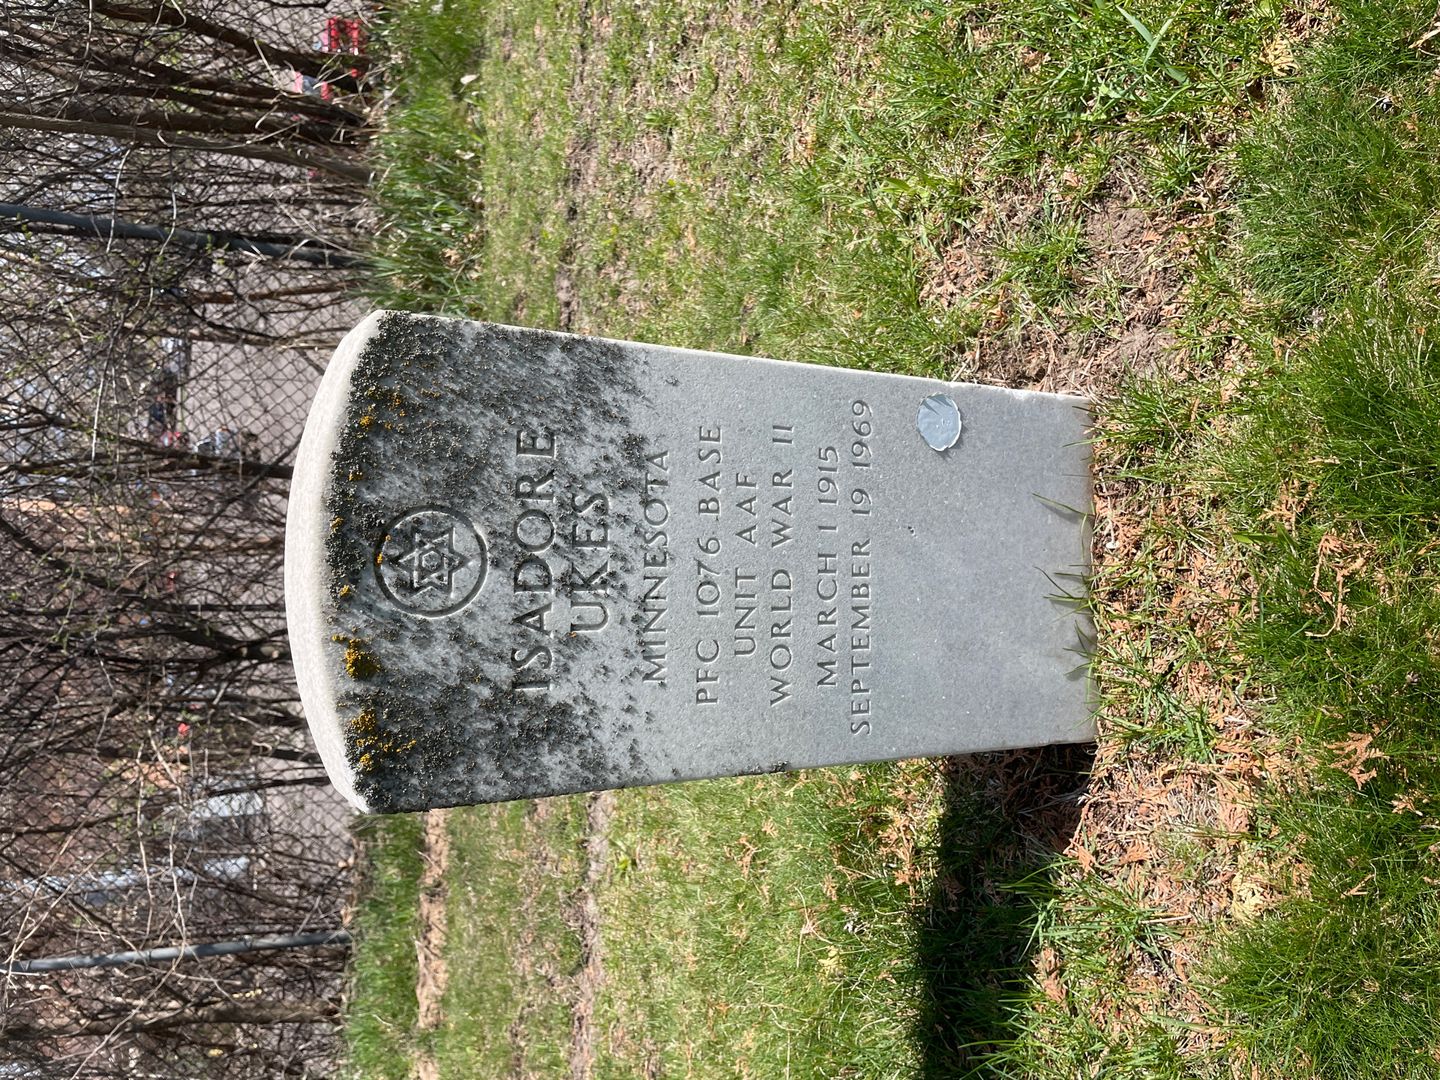 ISADORE
UKES
MINNESOTA
PFC 1076 BASE
UNIT AAF
WORLD WAR II
MARCH 1 1915
SEPTEMBER 19 1969